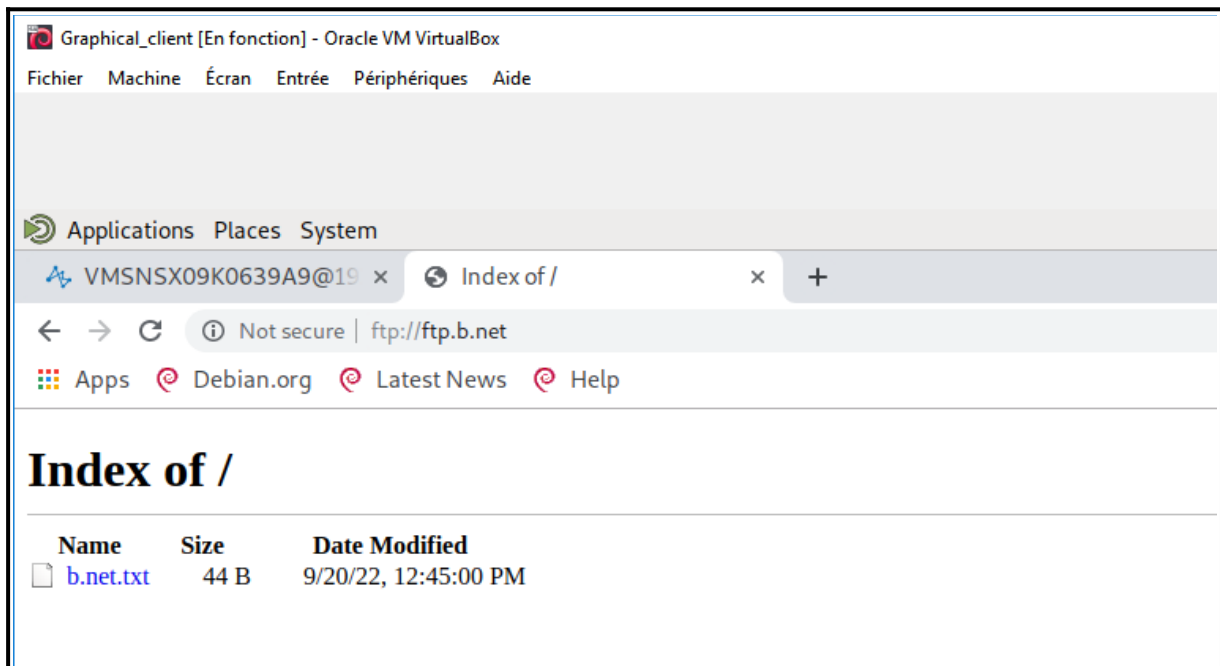 Graphical_client [En fonction] - Oracle VM VirtualBox
Fichier Machine Écran Entrée Périphériques Aide
Applications Places System
VMSNSX09K0639A9@19 × Index of / × +
Not secure | ftp://ftp.b.net
Apps Debian.org Latest News Help
Index of /
Name Size Date Modified
b.net.txt 44 B 9/20/22, 12:45:00 PM